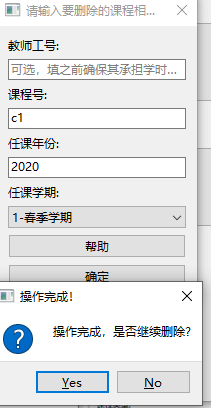 请输入要删除的课程相...
教师工号:
可选，填之前确保其承担学时...
课程号:
c1
任课年份:
2020
任课学期:
1-春季学期
帮助
确定
操作完成!
操作完成，是否继续删除?
Yes
No